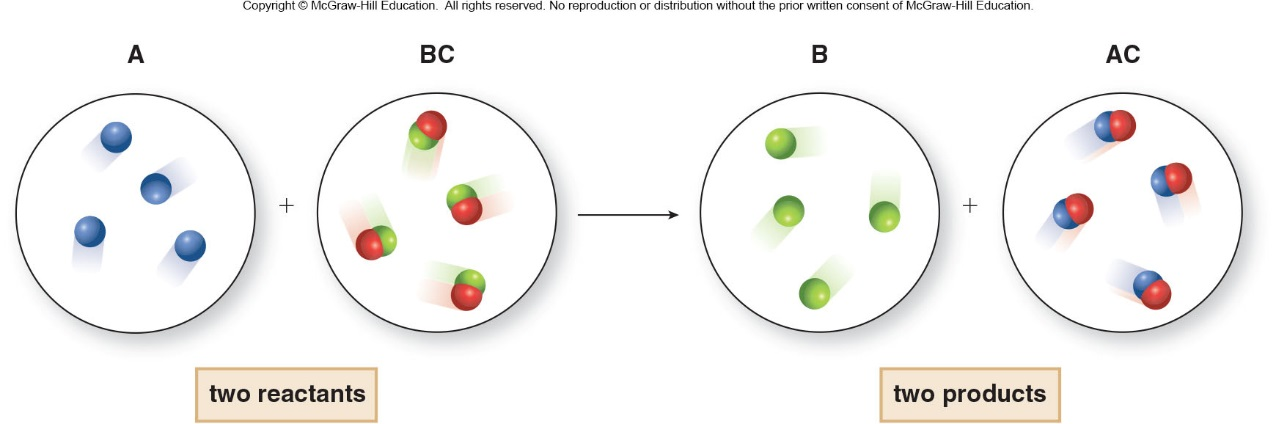 Copyright © McGraw-Hill Education. All rights reserved. No reproduction or distribution without the prior written consent of McGraw-Hill Education.
A
BC
B
AC
+
+
two reactants
two products